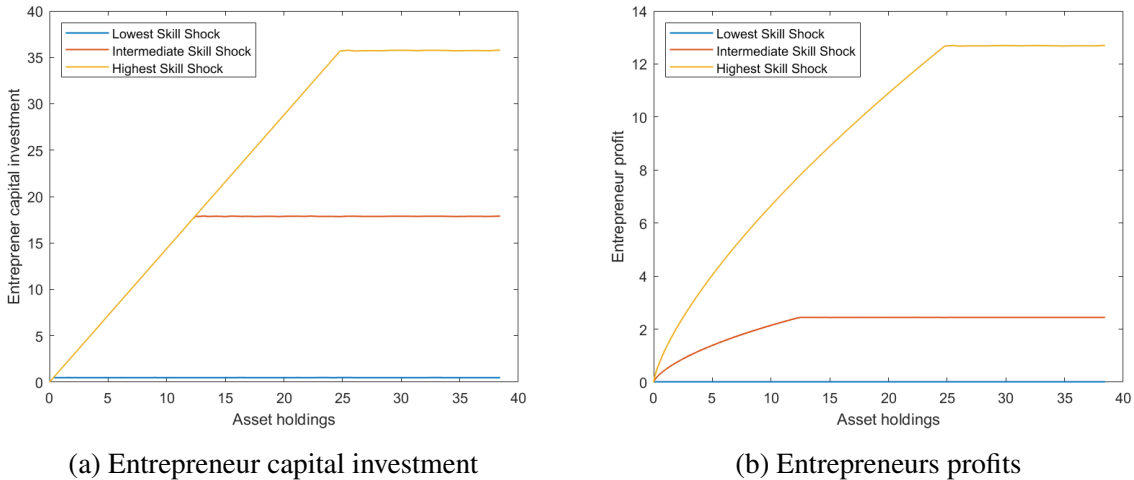 40
35
30
25
20
15
10
5
0
Entreprener capital investment
Lowest Skill Shock
Intermediate Skill Shock
Highest Skill Shock
0 5 10 15 20 25 30 35 40
Asset holdings
(a) Entrepreneur capital investment
14
12
10
8
6
4
2
0
Entrepreneur profit
Lowest Skill Shock
Intermediate Skill Shock
Highest Skill Shock
0 5 10 15 20 25 30 35 40
Asset holdings
(b) Entrepreneurs profits